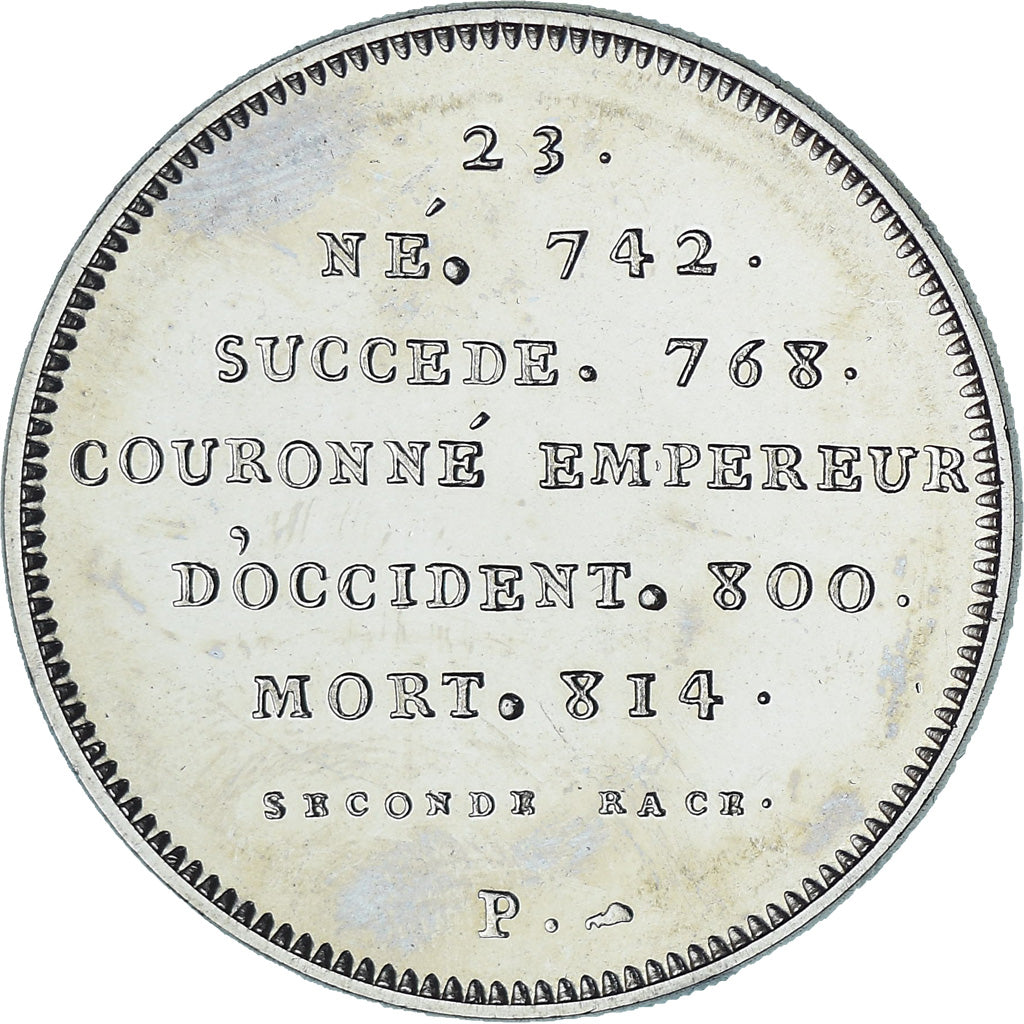 23.
NÉ. 742.
SUCCEDE. 768.
COURONNÉ EMPEREUR
D'OCCIDENT. 800.
MORT. 814.
SECONDE RACE.
P.